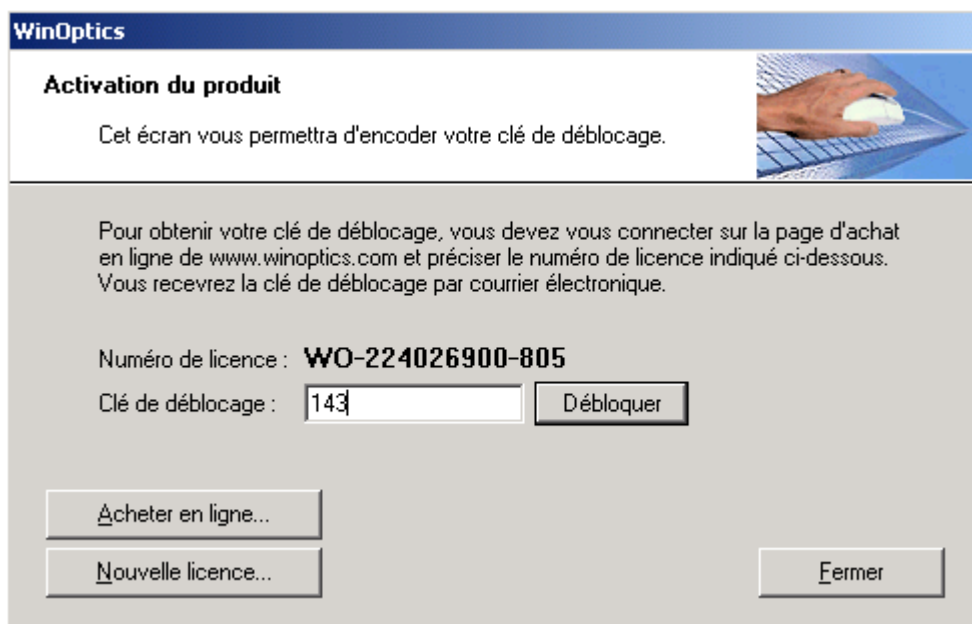 WinOptics
Activation du produit
Cet écran vous permettra d'encoder votre clé de déblocage.
Pour obtenir votre clé de déblocage, vous devez vous connecter sur la page d'achat
en ligne de www.winoptics.com et préciser le numéro de licence indiqué ci-dessous.
Vous recevrez la clé de déblocage par courrier électronique.
Numéro de licence : WO-224026900-805
Clé de déblocage : 143 Débloquer
Acheter en ligne...
Nouvelle licence... Fermer